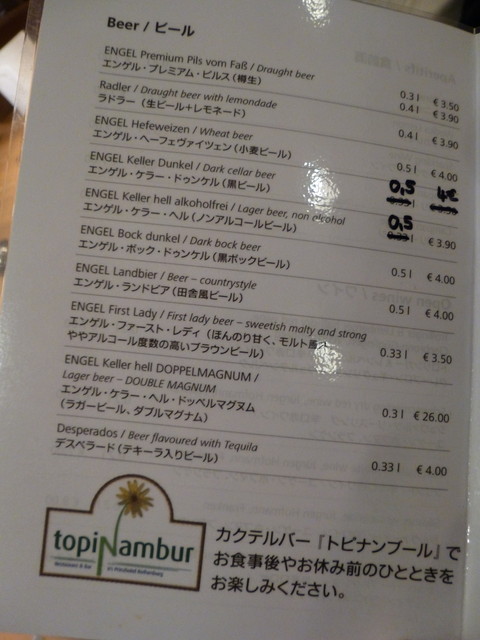 Beer / ビール
ENGEL Premium Pils vom Faß / Draught beer
エンゲル・プレミアム・ピルス（樽生）
0.3 l € 3.50
0.4 l € 3.90
Radler / Draught beer with lemondade
ラドラー（生ビール+レモネード）
0.4 l € 3.90
ENGEL Hefeweizen / Wheat beer
エンゲル・ヘーフェヴァイツェン（小麦ビール）
0.5 l € 4.00
ENGEL Keller Dunkel / Dark cellar beer
エンゲル・ケラー・ドゥンケル（黒ビール）
0,5 4€
ENGEL Keller hell alkoholfrei / Lager beer, non alcohol
エンゲル・ケラー・ヘル（ノンアルコールビール）
0,5 € 3.90
ENGEL Bock dunkel / Dark bock beer
エンゲル・ボック・ドゥンケル（黒ボックビール）
0.5 l € 4.00
ENGEL Landbier / Beer – countrystyle
エンゲル・ランドビア（田舎風ビール）
0.5 l € 4.00
ENGEL First Lady / First lady beer – sweetish malty and strong
エンゲル・ファースト・レディ（ほんのり甘く、モルト風
ややアルコール度数の高いブラウンビール）
0.33 l € 3.50
ENGEL Keller hell DOPPELMAGNUM /
Lager beer – DOUBLE MAGNUM
エンゲル・ケラー・ヘル・ドッペルマグヌム
（ラガービール、ダブルマグナム）
0.3 l € 26.00
Desperados / Beer flavoured with Tequila
デスペラード（テキーラ入りビール）
0.33 l € 4.00
topiNambur
カクテルバー『トピナンブール』で
お食事後やお休み前のひとときを
お楽しみください。